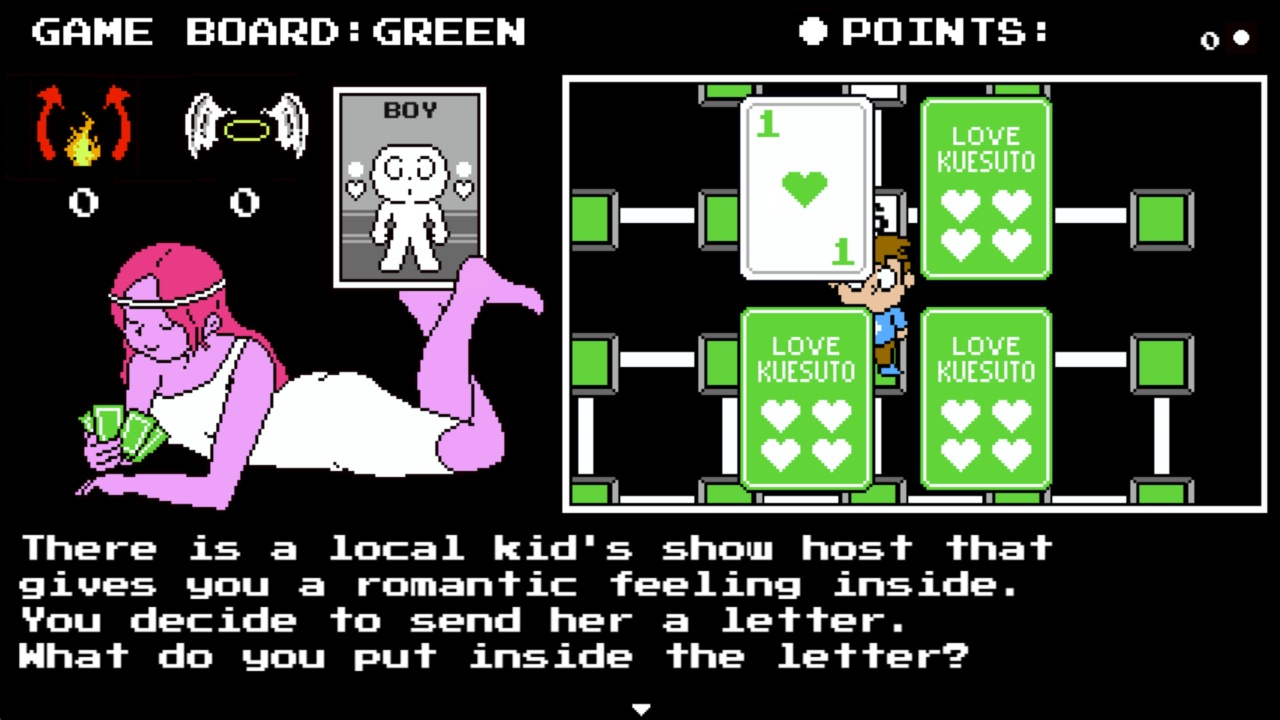 GAME BOARD:GREEN
POINTS:
0
0
0
BOY
1
1
LOVE
KUESUTO
LOVE
KUESUTO
LOVE
KUESUTO
There is a local kid's show host that
gives you a romantic feeling inside.
You decide to send her a letter.
What do you put inside the letter?